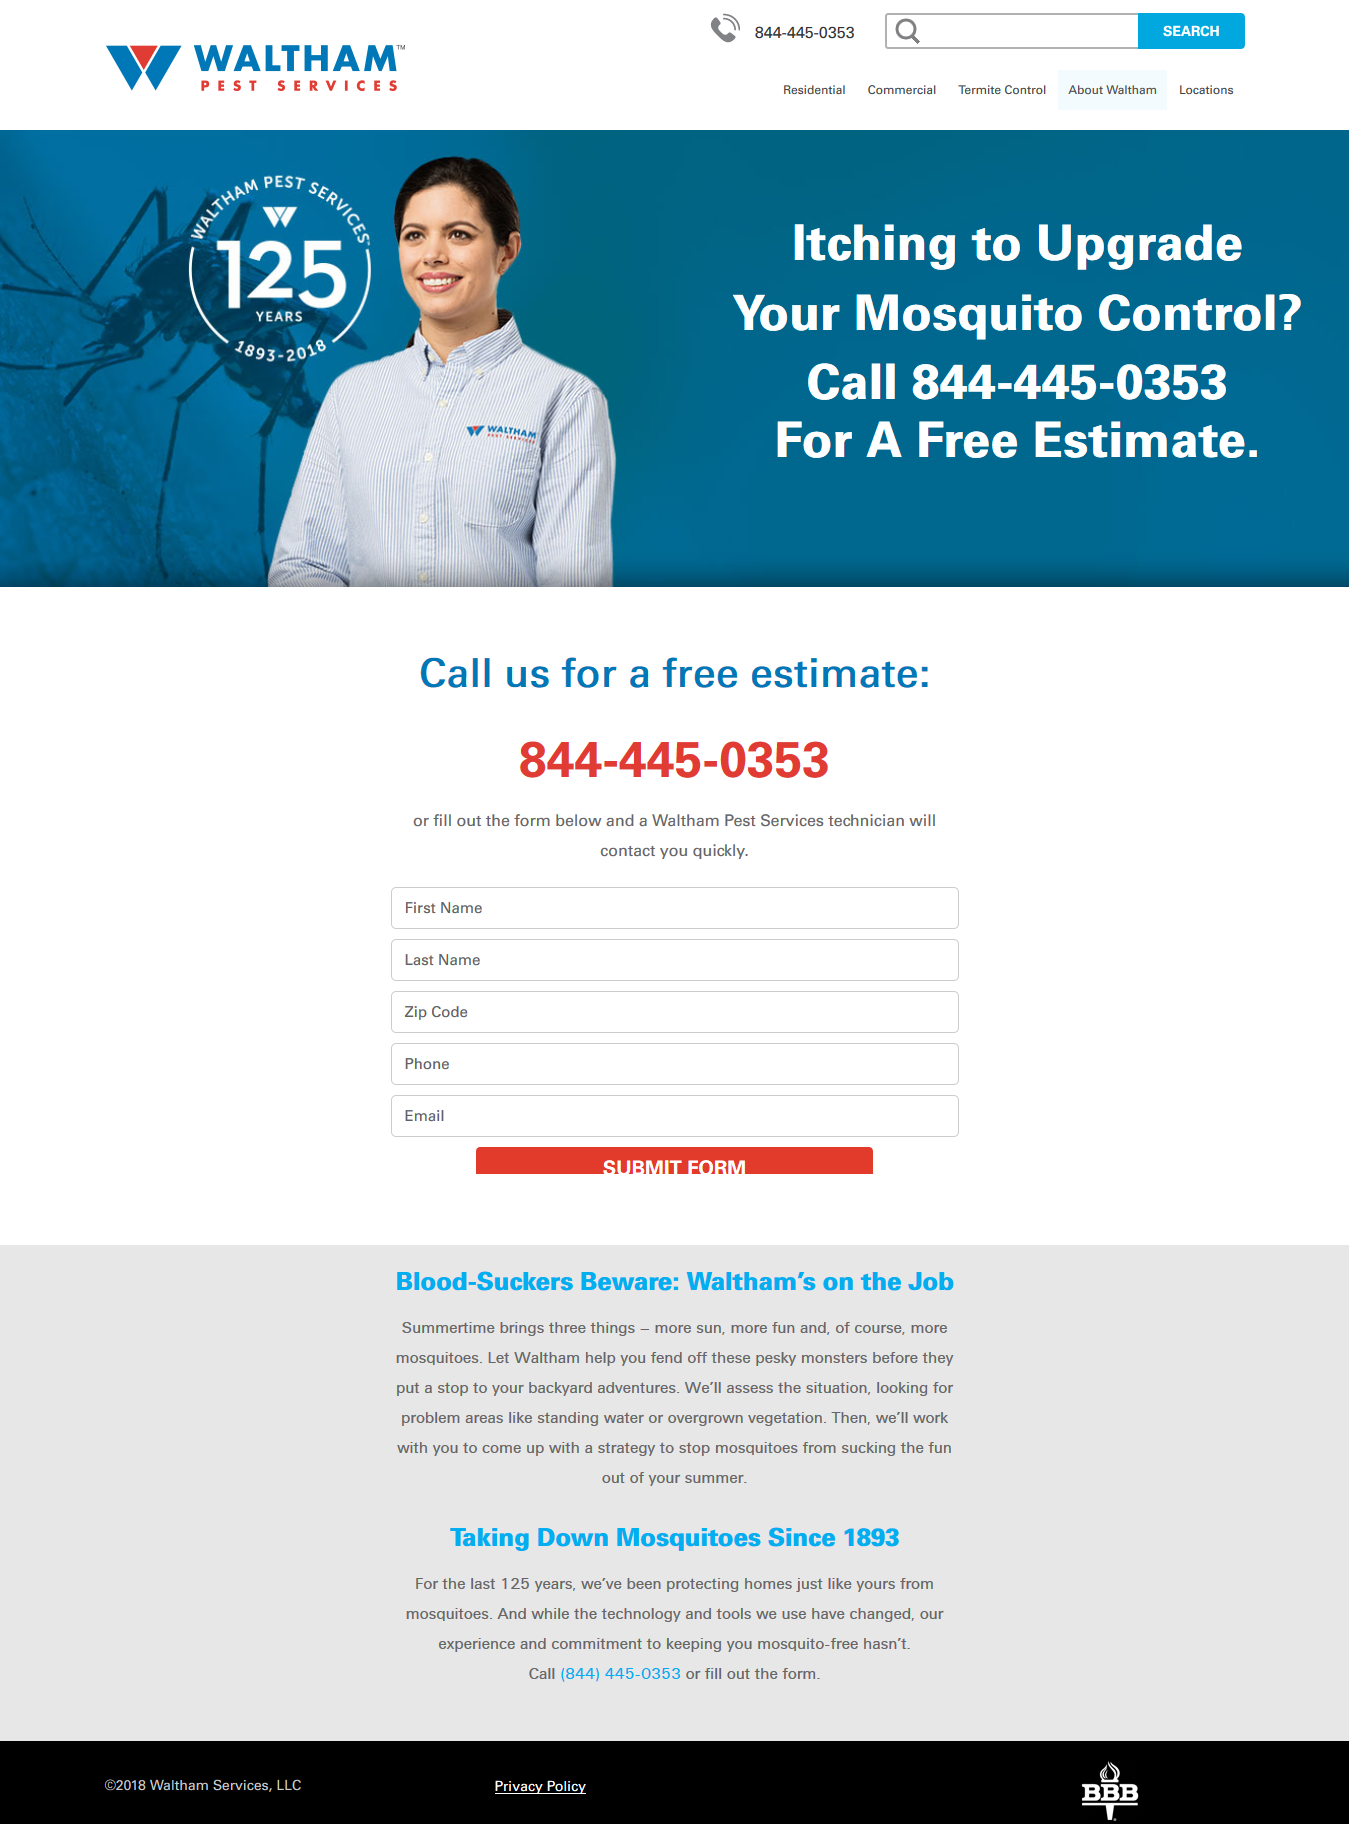 WALTHAM™
PEST SERVICES
844-445-0353
SEARCH
Residential
Commercial
Termite Control
About Waltham
Locations
WALTHAM PEST SERVICES
125
YEARS
1893-2018
WALTHAM
PEST SERVICES
Itching to Upgrade
Your Mosquito Control?
Call 844-445-0353
For A Free Estimate.
Call us for a free estimate:
844-445-0353
or fill out the form below and a Waltham Pest Services technician will
contact you quickly.
First Name
Last Name
Zip Code
Phone
Email
SUBMIT FORM
Blood-Suckers Beware: Waltham’s on the Job
Summertime brings three things – more sun, more fun and, of course, more
mosquitoes. Let Waltham help you fend off these pesky monsters before they
put a stop to your backyard adventures. We’ll assess the situation, looking for
problem areas like standing water or overgrown vegetation. Then, we’ll work
with you to come up with a strategy to stop mosquitoes from sucking the fun
out of your summer.
Taking Down Mosquitoes Since 1893
For the last 125 years, we’ve been protecting homes just like yours from
mosquitoes. And while the technology and tools we use have changed, our
experience and commitment to keeping you mosquito-free hasn’t.
Call (844) 445-0353 or fill out the form.
©2018 Waltham Services, LLC
Privacy Policy
BBB